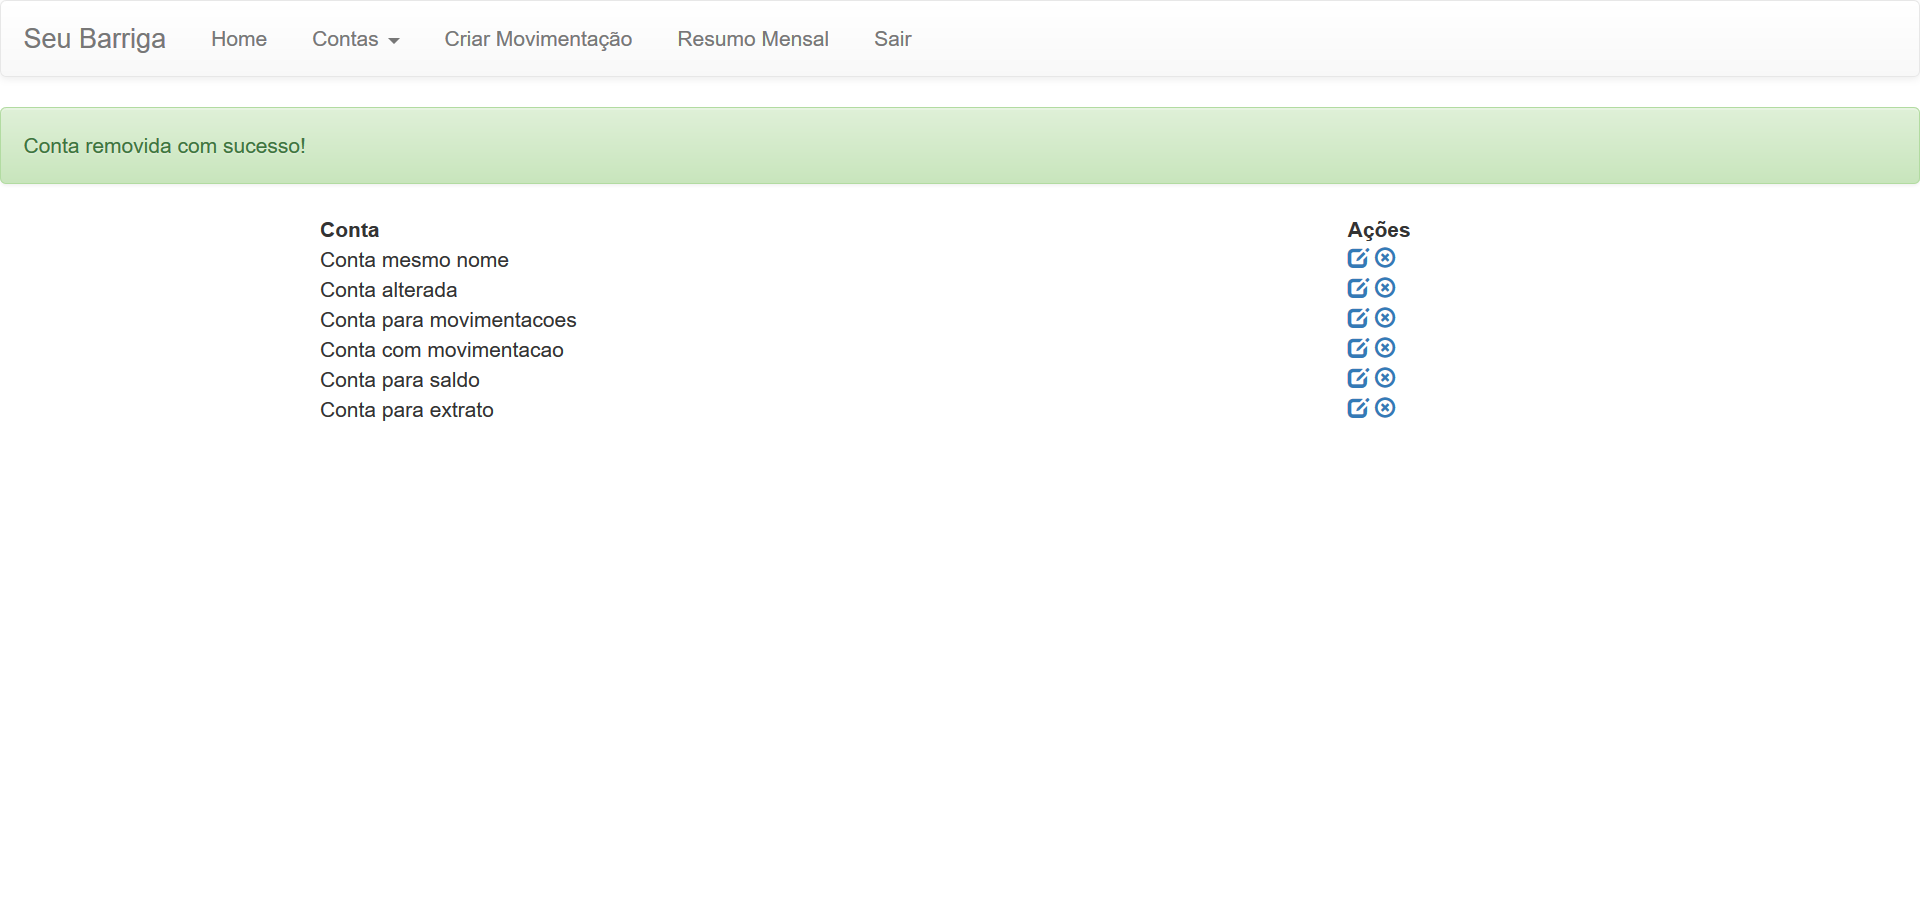 Seu Barriga Home Contas Criar Movimentação Resumo Mensal Sair
Conta removida com sucesso!
Conta Ações
Conta mesmo nome
Conta alterada
Conta para movimentacoes
Conta com movimentacao
Conta para saldo
Conta para extrato